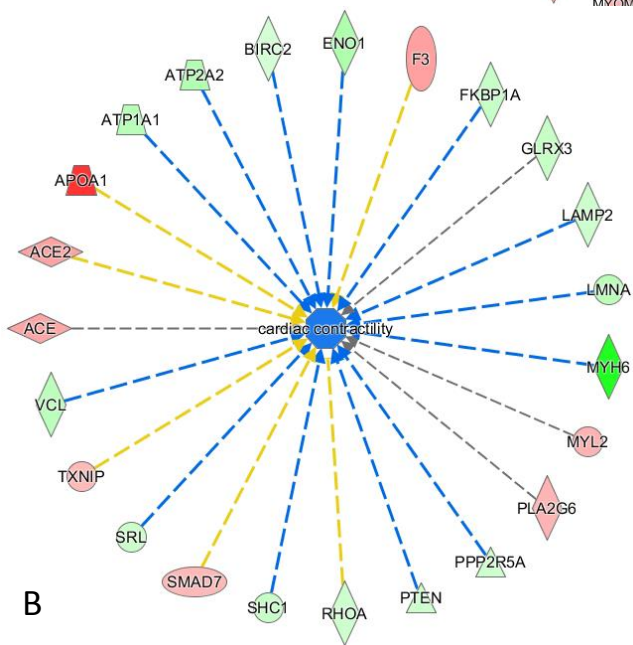 BIRC2
ENO1
F3
ATP2A2
FKBP1A
ATP1A1
GLRX3
APOA1
LAMP2
ACE2
LMNA
ACE
cardiac contractility
MYH6
VCL
MYL2
TXNIP
PLA2G6
SRL
PPP2R5A
SMAD7
PTEN
SHC1
RHOA
B